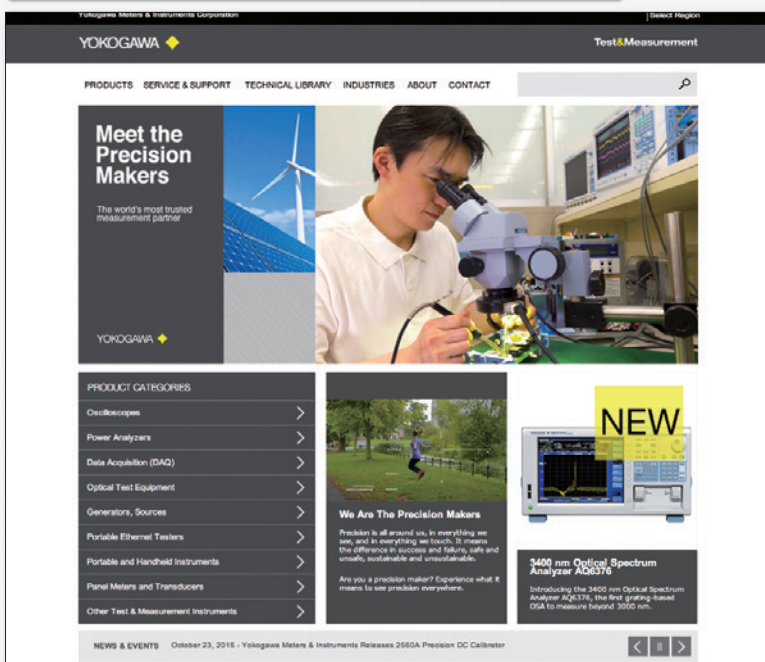 Yokogawa Meters & Instruments Corporation
Select Region
YOKOGAWA
Test&Measurement
PRODUCTS SERVICE & SUPPORT TECHNICAL LIBRARY INDUSTRIES ABOUT CONTACT
Meet the
Precision
Makers
The world's most trusted
measurement partner
YOKOGAWA
PRODUCT CATEGORIES
Oscilloscopes
Power Analyzers
Data Acquisition (DAQ)
Optical Test Equipment
Generators, Sources
Portable Ethernet Testers
Portable and Handheld Instruments
Panel Meters and Transducers
Other Test & Measurement Instruments
We Are The Precision Makers
Precision is all around us, in everything we
see, and in everything we touch. It means
the difference in success and failure, safe and
unsafe, sustainable and unsustainable.
Are you a precision maker? Experience what it
means to see precision everywhere.
NEW
3400 nm Optical Spectrum
Analyzer AQ6376
Introducing the 3400 nm Optical Spectrum
Analyzer AQ6376, the first grating-based
OSA to measure beyond 3000 nm.
NEWS & EVENTS October 23, 2015 - Yokogawa Meters & Instruments Releases 2560A Precision DC Calibrator